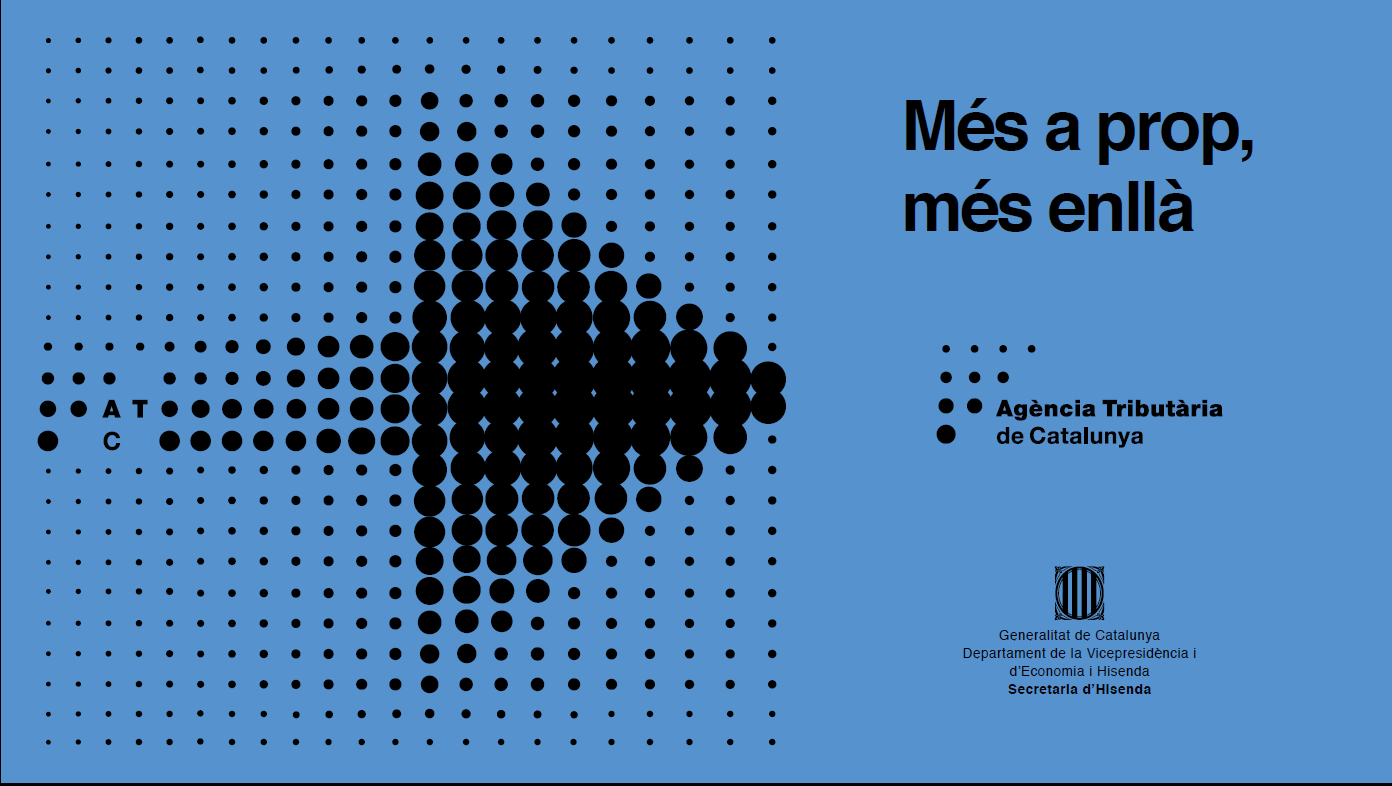 Més a prop,
més enllà
A T
C
Agència Tributària
de Catalunya
Generalitat de Catalunya
Departament de la Vicepresidència i
d'Economia i Hisenda
Secretaria d'Hisenda